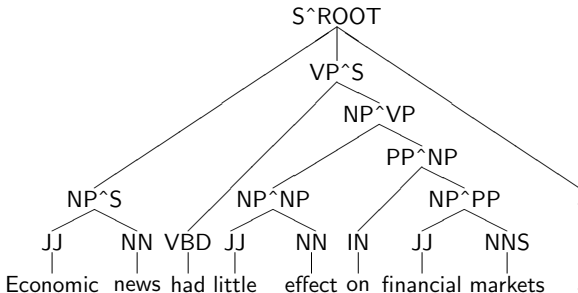 S^ROOT
VP^S
NP^VP
PP^NP
NP^S NP^NP NP^PP
JJ NN VBD JJ NN IN JJ NNS
Economic news had little effect on financial markets